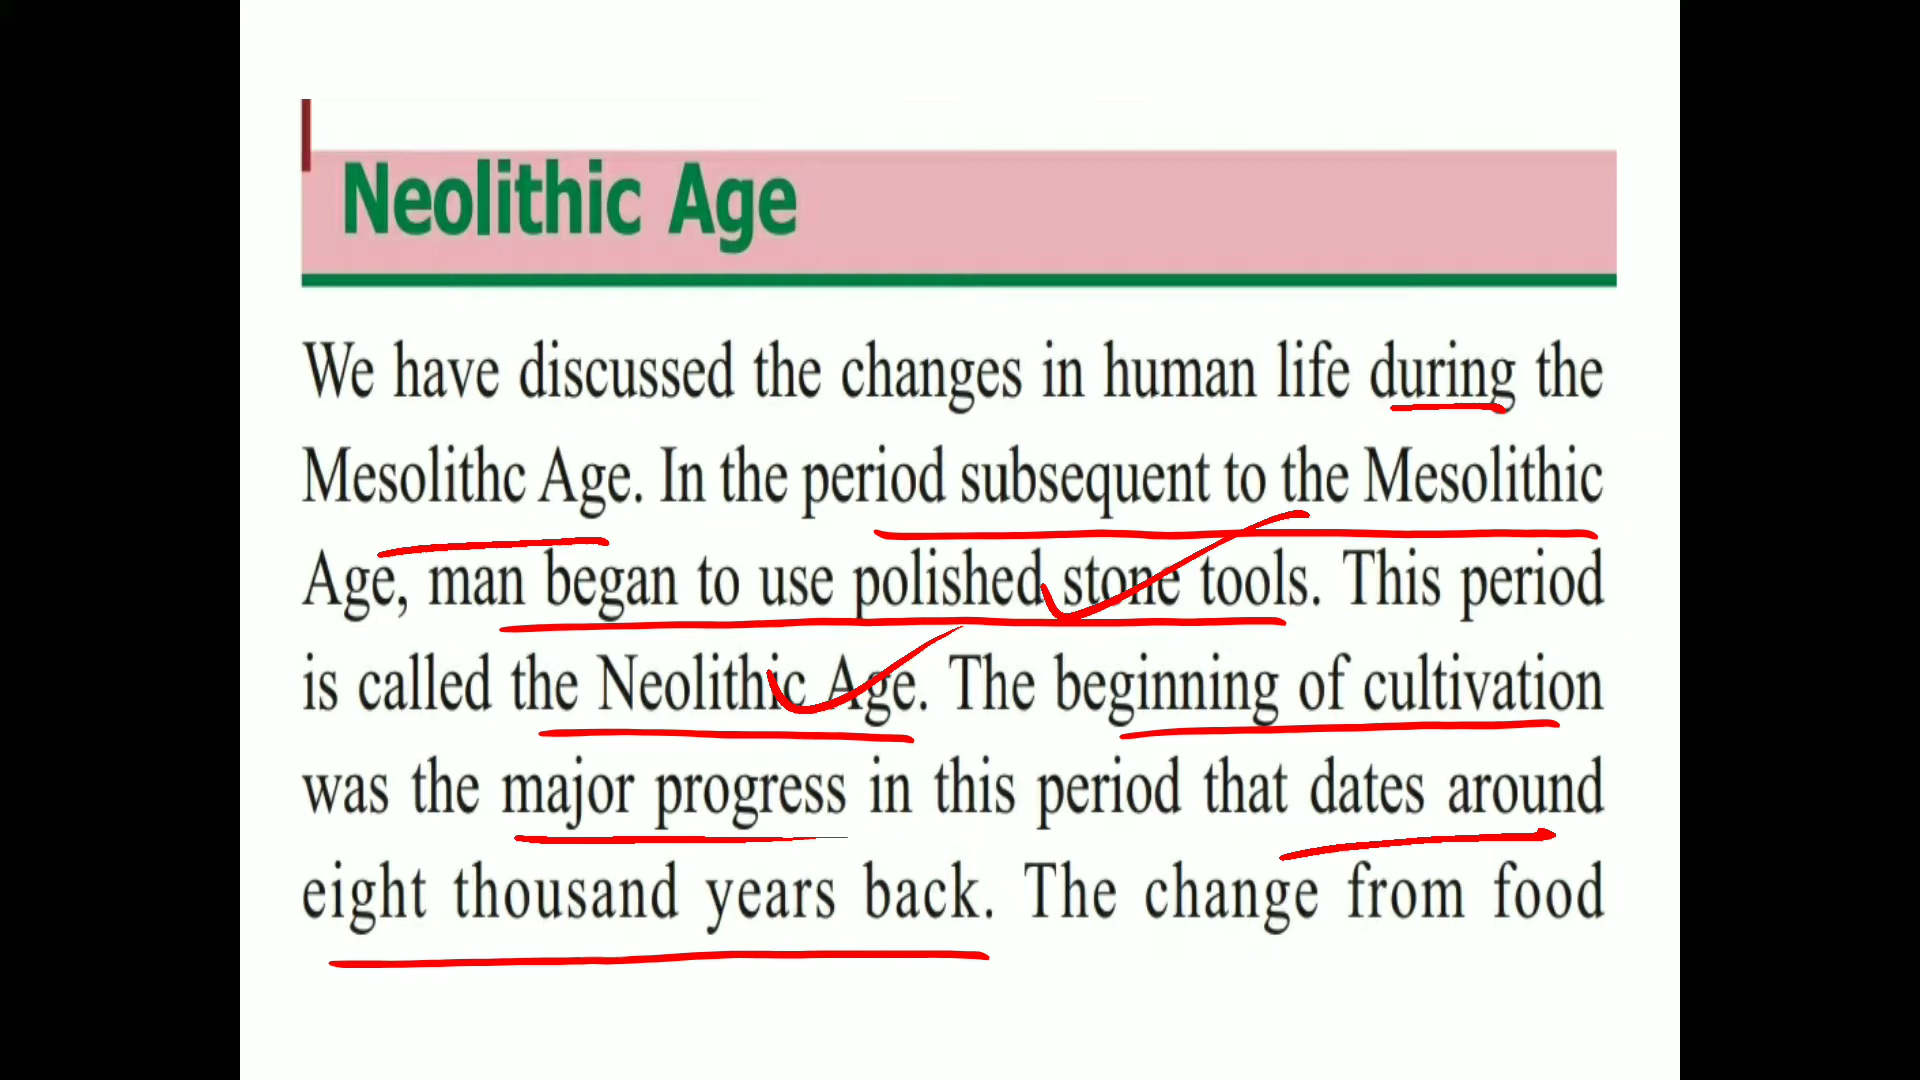 Neolithic Age
We have discussed the changes in human life during the
Mesolithc Age. In the period subsequent to the Mesolithic
Age, man began to use polished stone tools. This period
is called the Neolithic Age. The beginning of cultivation
was the major progress in this period that dates around
eight thousand years back. The change from food